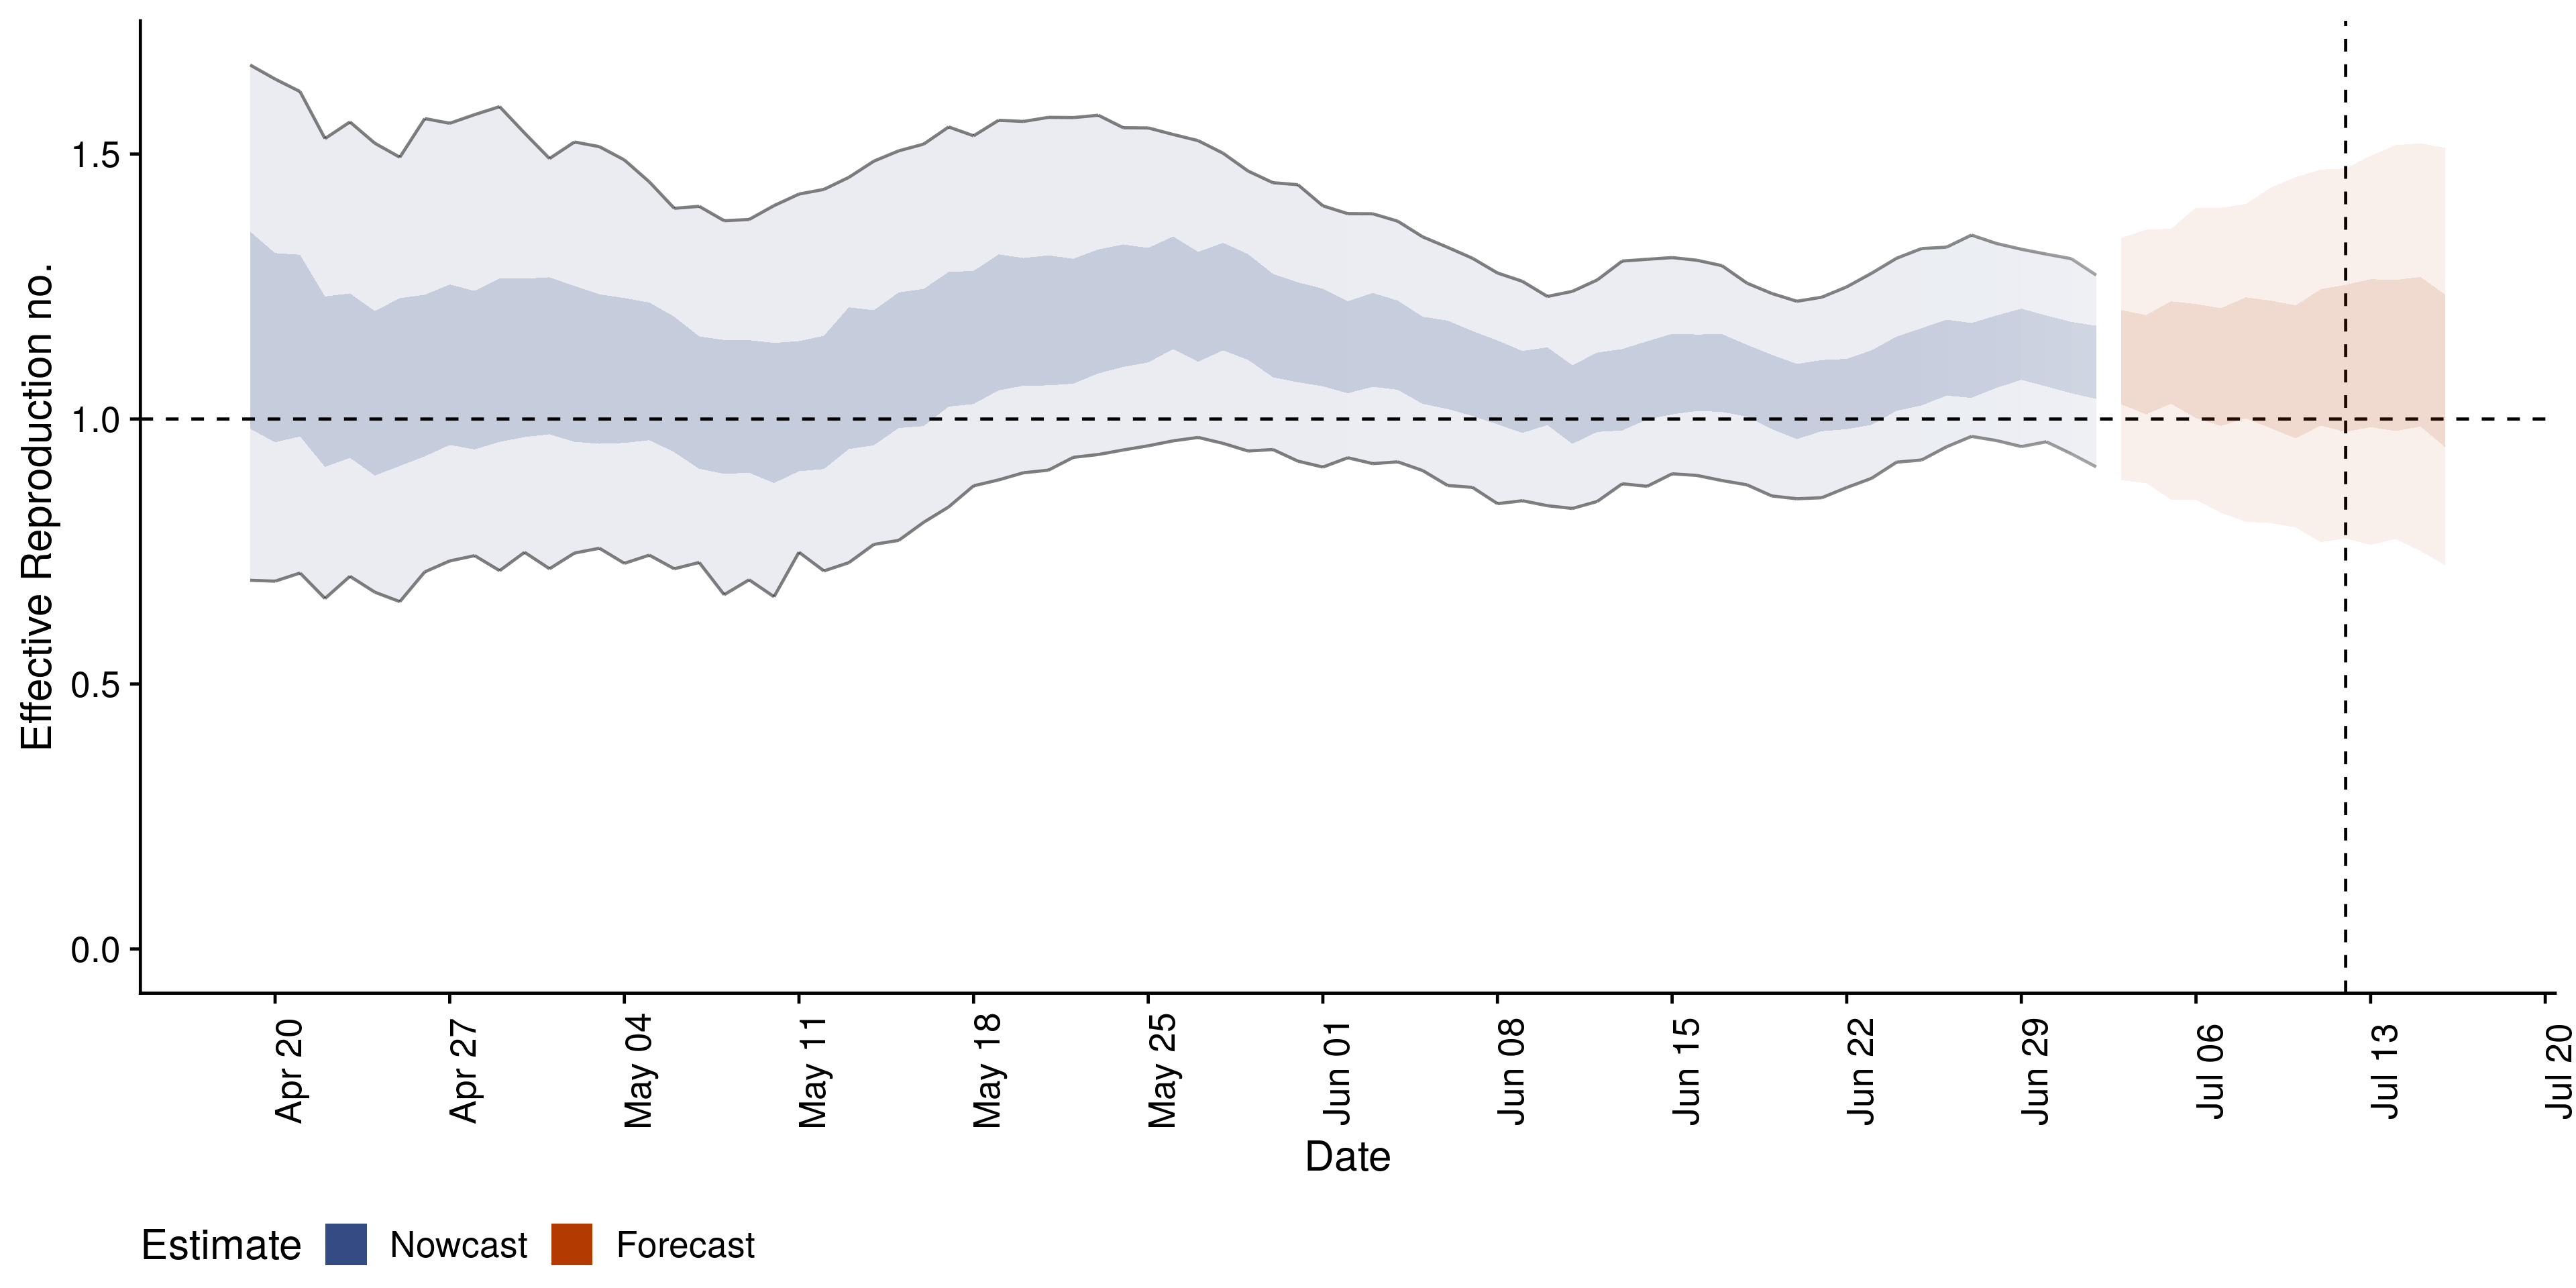 Effective Reproduction no.
1.5
1.0
0.5
0.0
Apr 20
Apr 27
May 04
May 11
May 18
May 25
Jun 01
Jun 08
Jun 15
Jun 22
Jun 29
Jul 06
Jul 13
Jul 20
Date
Estimate Nowcast Forecast